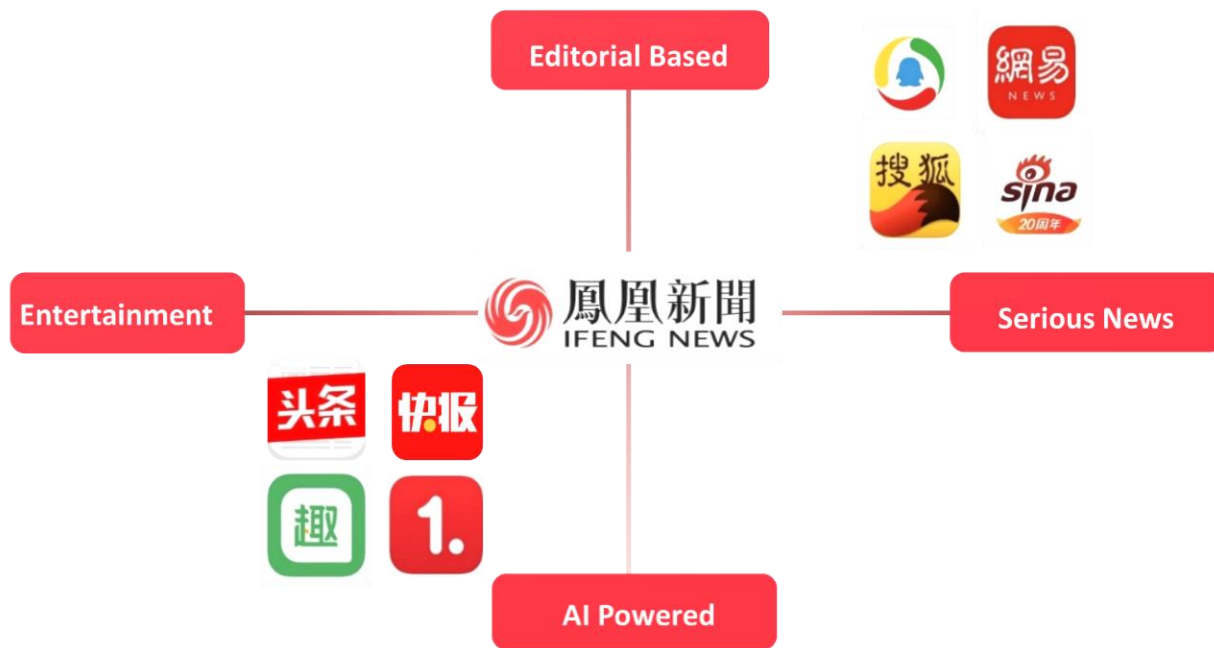 Editorial Based
網易
NEWS
搜狐
sina
20周年
Entertainment
鳳凰新聞
IFENG NEWS
Serious News
头条
快报
趣
1.
AI Powered